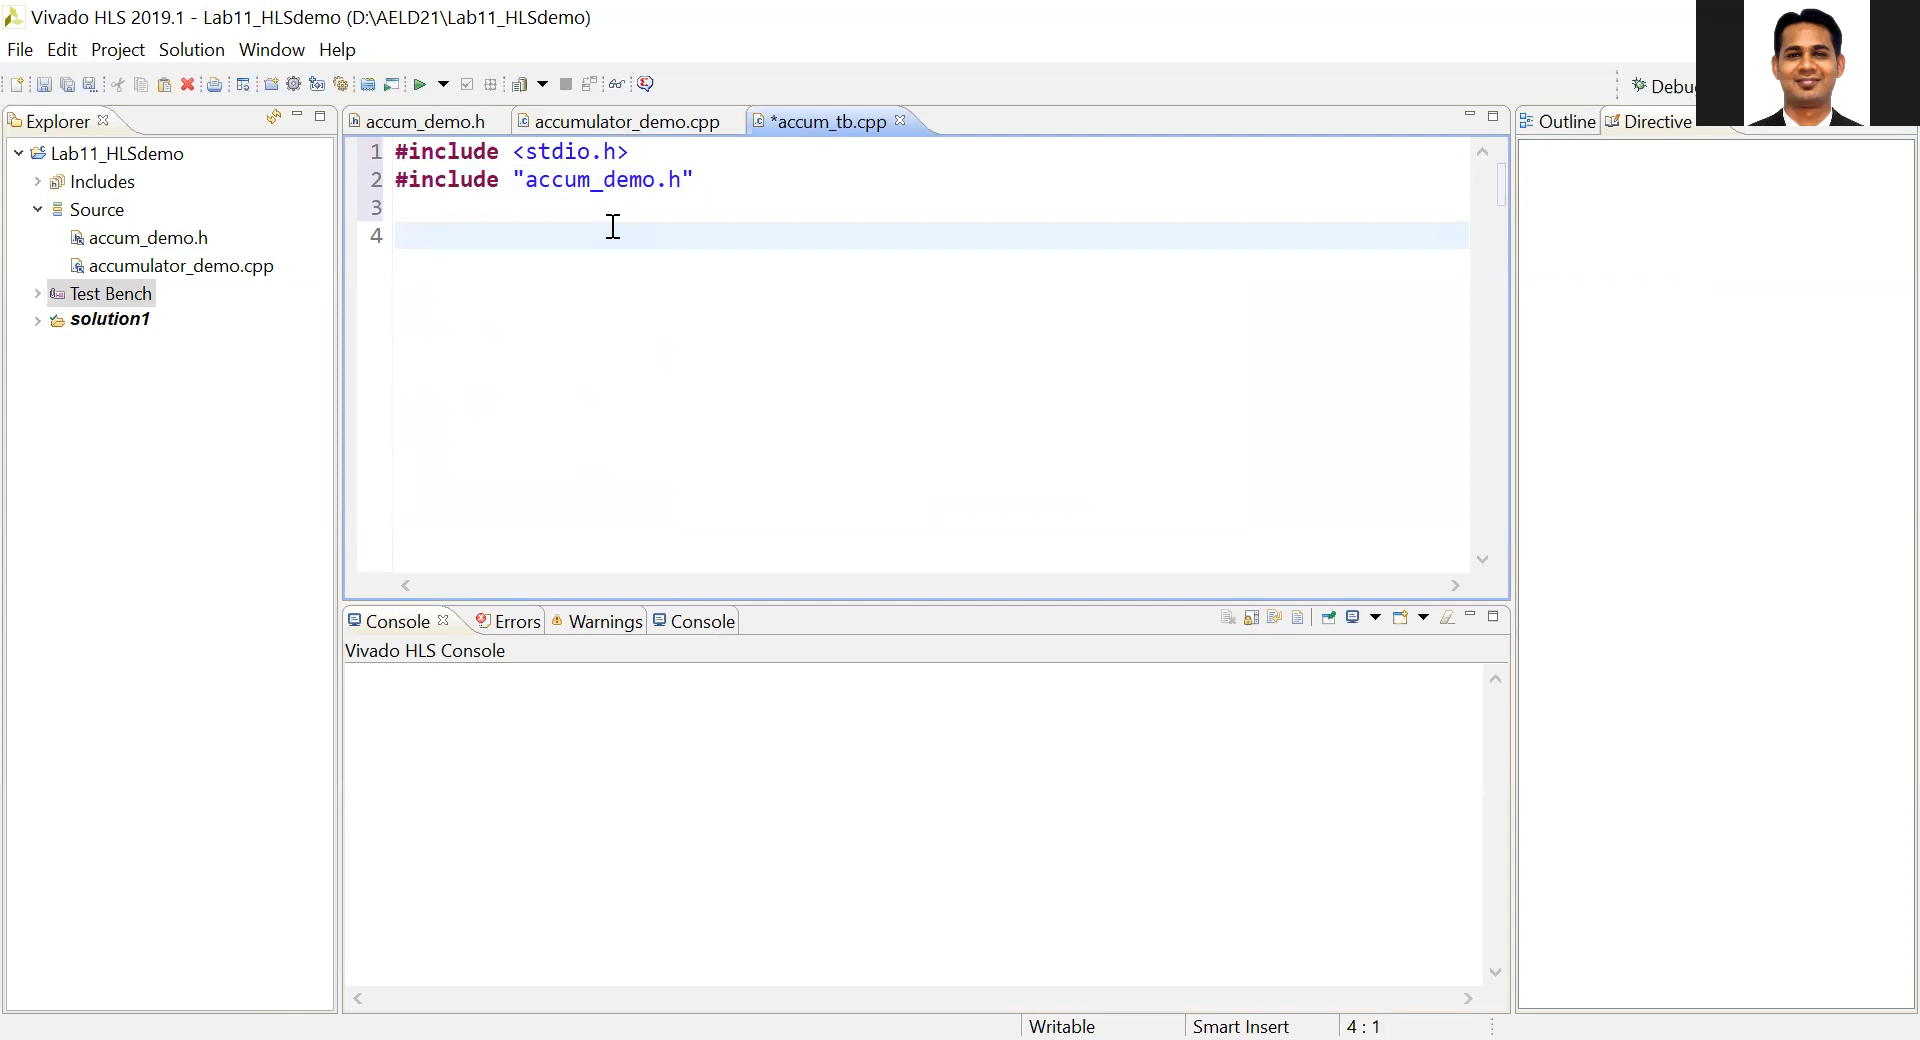 Vivado HLS 2019.1 - Lab11_HLSdemo (D:\AELD21\Lab11_HLSdemo)
File Edit Project Solution Window Help
Debug
Explorer
accum_demo.h
accumulator_demo.cpp
*accum_tb.cpp
Outline
Directive
Lab11_HLSdemo
Includes
Source
accum_demo.h
accumulator_demo.cpp
Test Bench
solution1
1 #include <stdio.h>
2 #include "accum_demo.h"
3
4
Console
Errors
Warnings
Console
Vivado HLS Console
Writable
Smart Insert
4 : 1